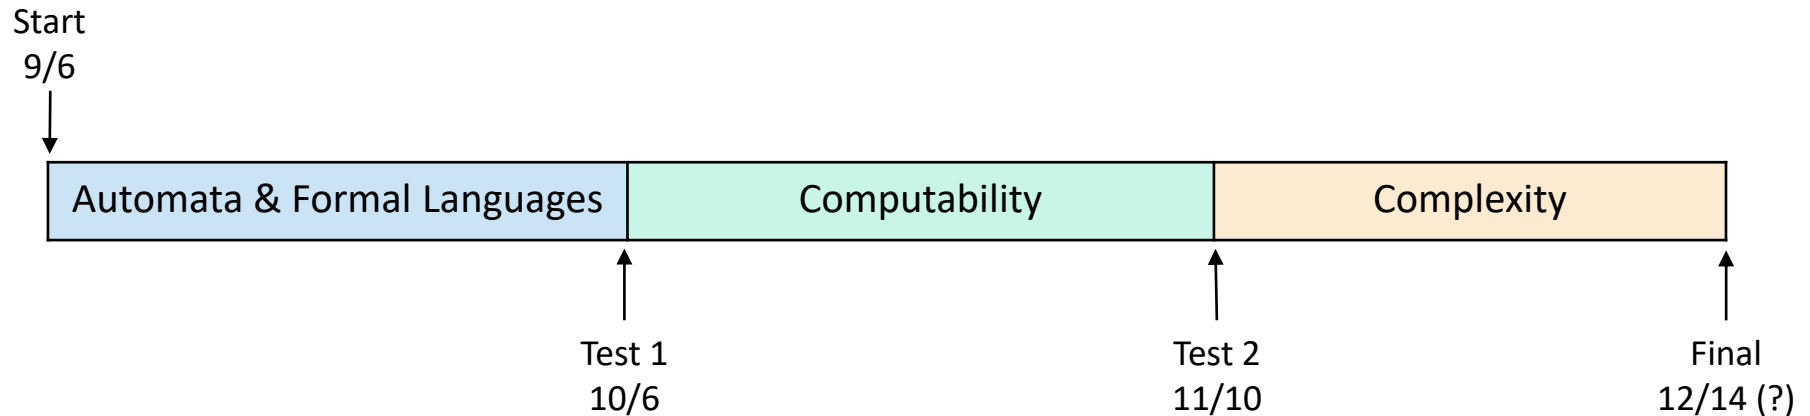 Start
9/6
Automata & Formal Languages
Computability
Complexity
Test 1
10/6
Test 2
11/10
Final
12/14 (?)